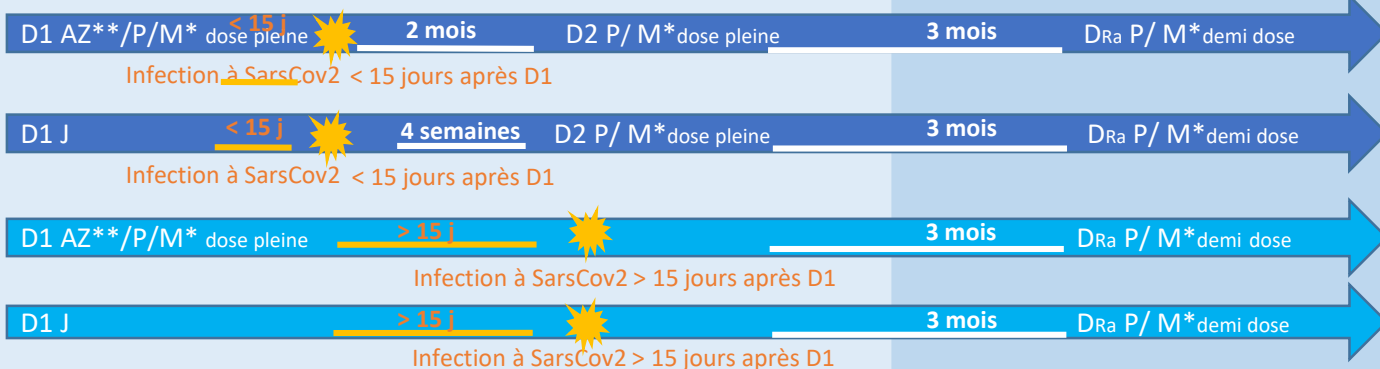 D1 AZ**/P/M* dose pleine < 15 j 2 mois D2 P/ M*dose pleine 3 mois DRa P/ M*demi dose
Infection à SarsCov2 < 15 jours après D1
D1 J < 15 j 4 semaines D2 P/ M*dose pleine 3 mois DRa P/ M*demi dose
Infection à SarsCov2 < 15 jours après D1
D1 AZ**/P/M* dose pleine > 15 j 3 mois DRa P/ M*demi dose
Infection à SarsCov2 > 15 jours après D1
D1 J > 15 j 3 mois DRa P/ M*demi dose
Infection à SarsCov2 > 15 jours après D1